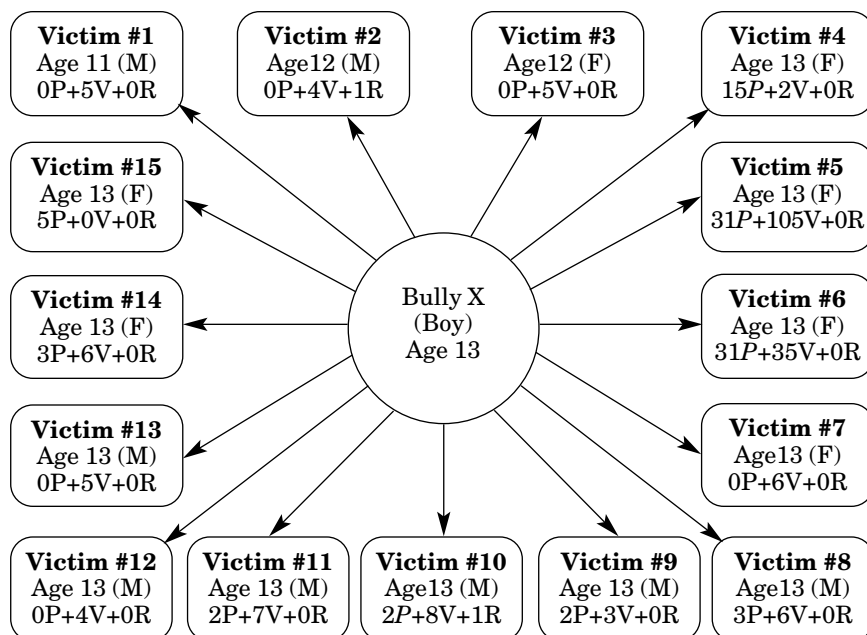 Victim #1
Age 11 (M)
0P+5V+0R
Victim #2
Age12 (M)
0P+4V+1R
Victim #3
Age12 (F)
0P+5V+0R
Victim #4
Age 13 (F)
15P+2V+0R
Victim #15
Age 13 (F)
5P+0V+0R
Victim #5
Age 13 (F)
31P+105V+0R
Bully X
(Boy)
Age 13
Victim #14
Age 13 (F)
3P+6V+0R
Victim #6
Age 13 (F)
31P+35V+0R
Victim #13
Age 13 (M)
0P+5V+0R
Victim #7
Age13 (F)
0P+6V+0R
Victim #12
Age 13 (M)
0P+4V+0R
Victim #11
Age 13 (M)
2P+7V+0R
Victim #10
Age13 (M)
2P+8V+1R
Victim #9
Age 13 (M)
2P+3V+0R
Victim #8
Age13 (M)
3P+6V+0R